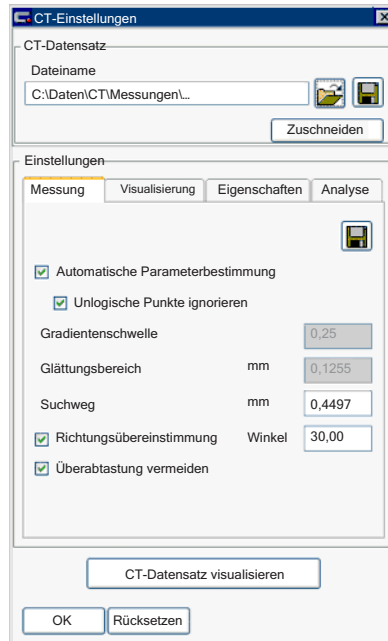 CT-Einstellungen
CT-Datensatz
Dateiname
C:\Daten\CT\Messungen\...
Zuschneiden
Einstellungen
Messung Visualisierung Eigenschaften Analyse
Automatische Parameterbestimmung
Unlogische Punkte ignorieren
Gradientenschwelle 0,25
Glättungsbereich mm 0,1255
Suchweg mm 0,4497
Richtungsübereinstimmung Winkel 30,00
Überabtastung vermeiden
CT-Datensatz visualisieren
OK Rücksetzen